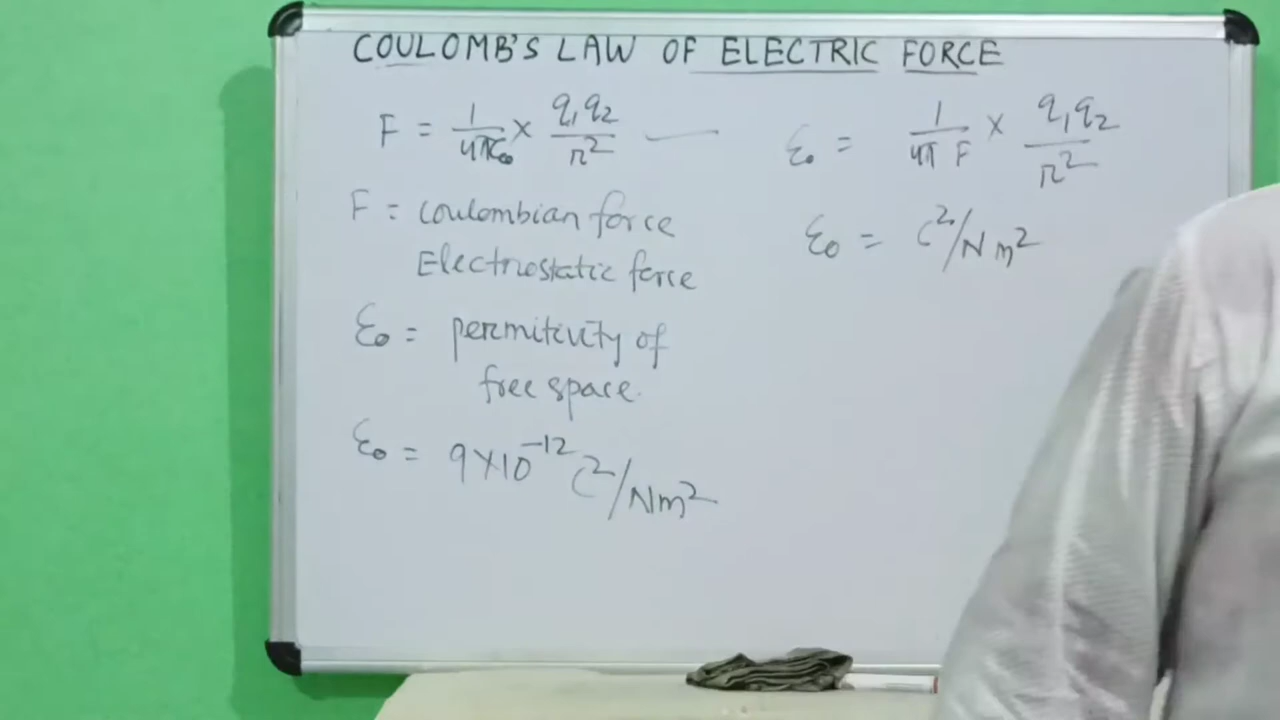 COULOMB'S LAW OF ELECTRIC FORCE
F = 1/4πε₀ × q₁q₂/r² —
F = coulombian force
Electrostatic force
ε₀ = permitivity of
free space.
ε₀ = 9×10⁻¹² C²/Nm²
ε₀ = 1/4π F × q₁q₂/r²
ε₀ = C²/Nm²